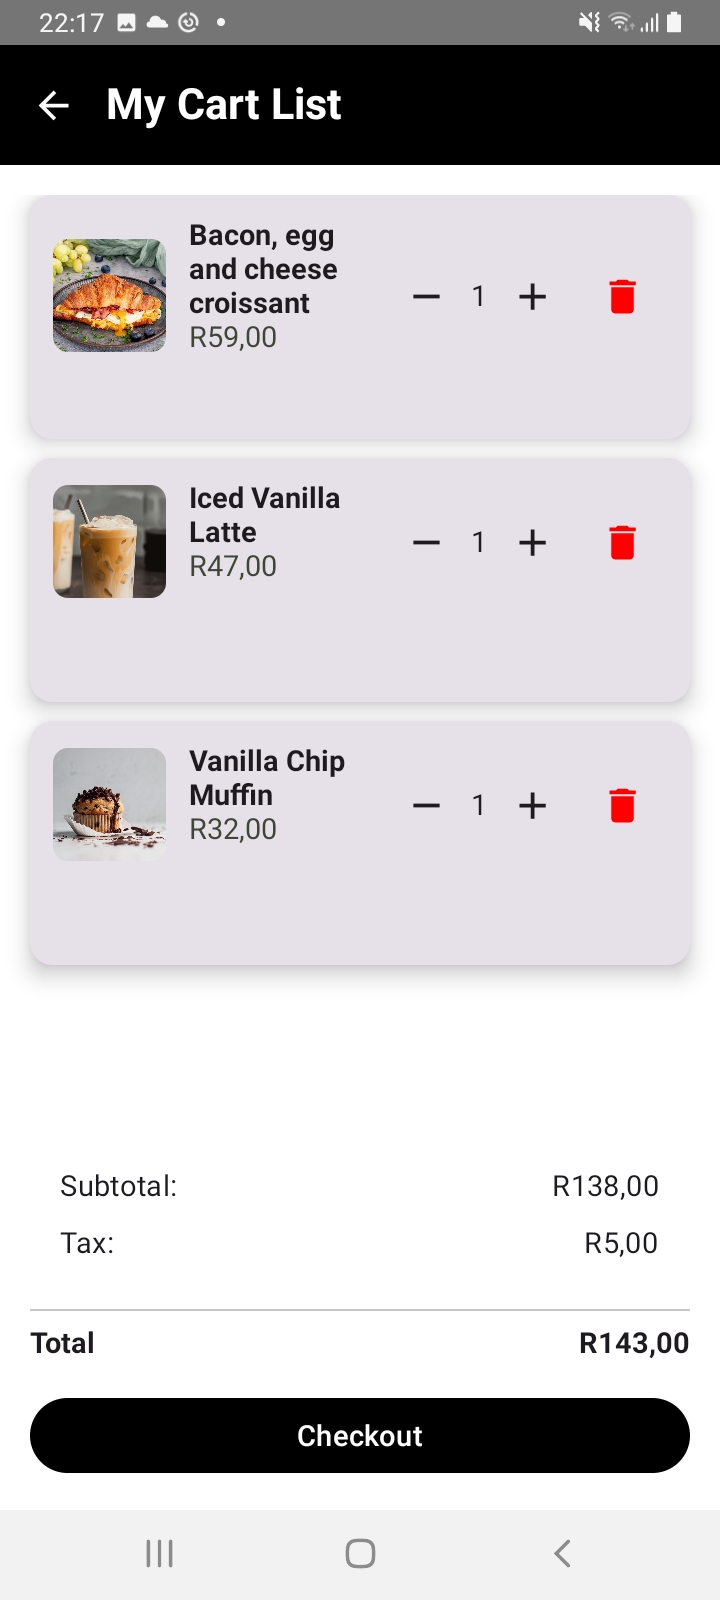 22:17
My Cart List
Bacon, egg
and cheese
croissant
R59,00
1
Iced Vanilla
Latte
R47,00
1
Vanilla Chip
Muffin
R32,00
1
Subtotal: R138,00
Tax: R5,00
Total R143,00
Checkout